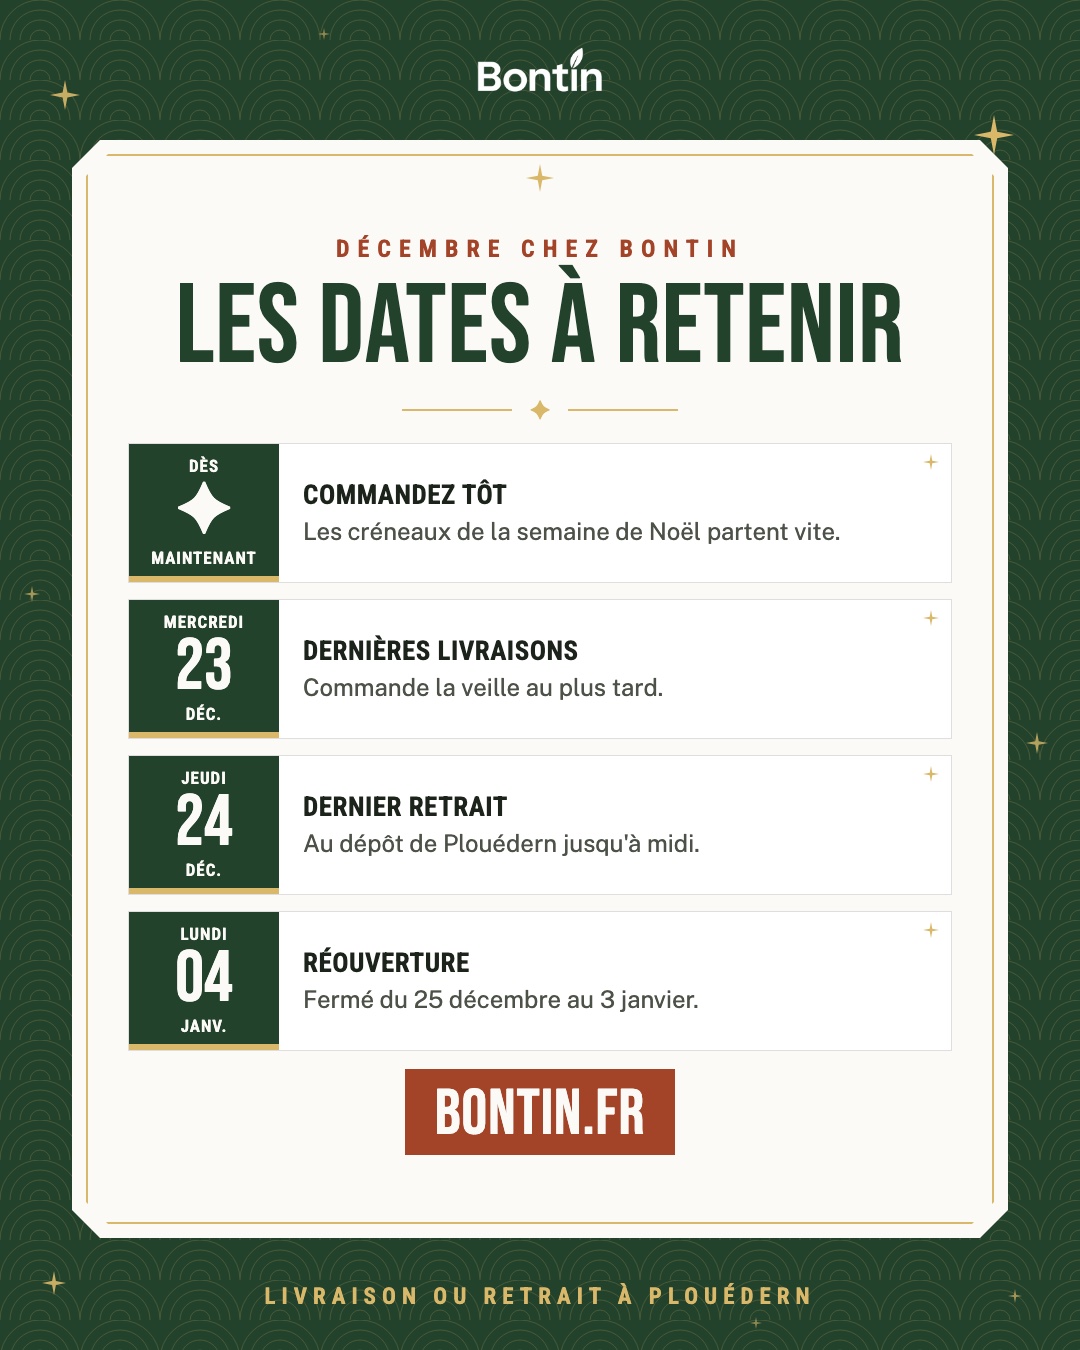 Bontin
DÉCEMBRE CHEZ BONTIN
LES DATES À RETENIR
DÈS
MAINTENANT
COMMANDEZ TÔT
Les créneaux de la semaine de Noël partent vite.
MERCREDI
23
DÉC.
DERNIÈRES LIVRAISONS
Commande la veille au plus tard.
JEUDI
24
DÉC.
DERNIER RETRAIT
Au dépôt de Plouédern jusqu'à midi.
LUNDI
04
JANV.
RÉOUVERTURE
Fermé du 25 décembre au 3 janvier.
BONTIN.FR
LIVRAISON OU RETRAIT À PLOUÉDERN